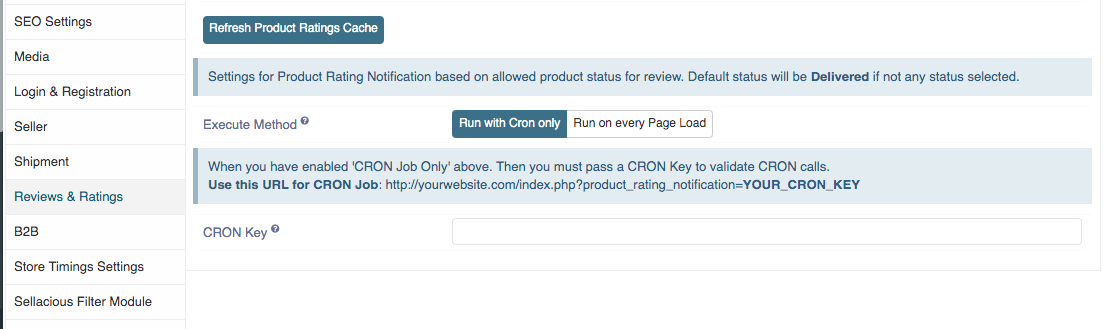 SEO Settings
Media
Login & Registration
Seller
Shipment
Reviews & Ratings
B2B
Store Timings Settings
Sellacious Filter Module
Refresh Product Ratings Cache
Settings for Product Rating Notification based on allowed product status for review. Default status will be Delivered if not any status selected.
Execute Method ?
Run with Cron only Run on every Page Load
When you have enabled 'CRON Job Only' above. Then you must pass a CRON Key to validate CRON calls.
Use this URL for CRON Job: http://yourwebsite.com/index.php?product_rating_notification=YOUR_CRON_KEY
CRON Key ?